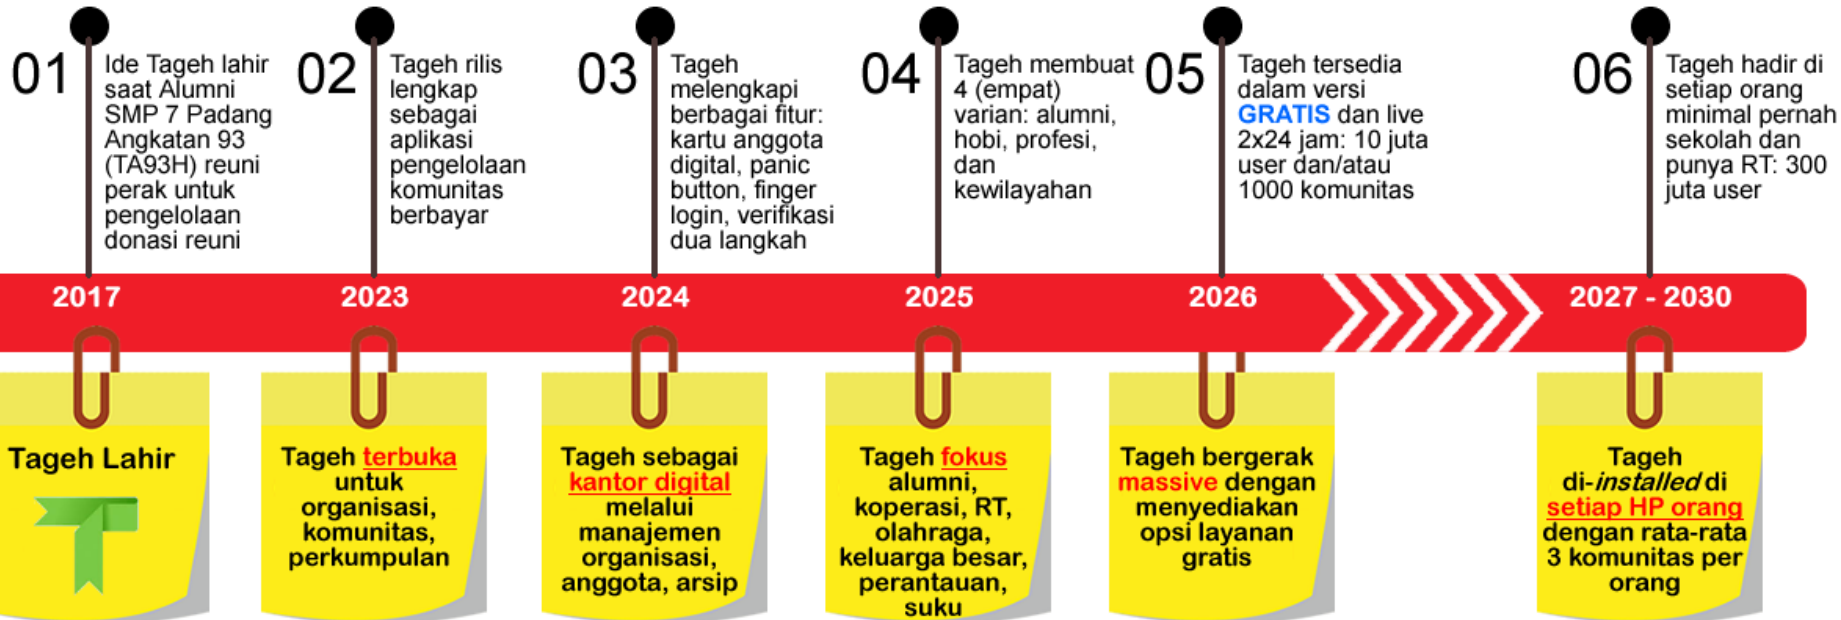 01
Ide Tageh lahir
saat Alumni
SMP 7 Padang
Angkatan 93
(TA93H) reuni
perak untuk
pengelolaan
donasi reuni
02
Tageh rilis
lengkap
sebagai
aplikasi
pengelolaan
komunitas
berbayar
03
Tageh
melengkapi
berbagai fitur:
kartu anggota
digital, panic
button, finger
login, verifikasi
dua langkah
04
Tageh membuat
4 (empat)
varian: alumni,
hobi, profesi,
dan
kewilayahan
05
Tageh tersedia
dalam versi
GRATIS dan live
2x24 jam: 10 juta
user dan/atau
1000 komunitas
06
Tageh hadir di
setiap orang
minimal pernah
sekolah dan
punya RT: 300
juta user
2017
2023
2024
2025
2026
2027 - 2030
Tageh Lahir
Tageh terbuka
untuk
organisasi,
komunitas,
perkumpulan
Tageh sebagai
kantor digital
melalui
manajemen
organisasi,
anggota, arsip
Tageh fokus
alumni,
koperasi, RT,
olahraga,
keluarga besar,
perantauan,
suku
Tageh bergerak
massive dengan
menyediakan
opsi layanan
gratis
Tageh
di-installed di
setiap HP orang
dengan rata-rata
3 komunitas per
orang